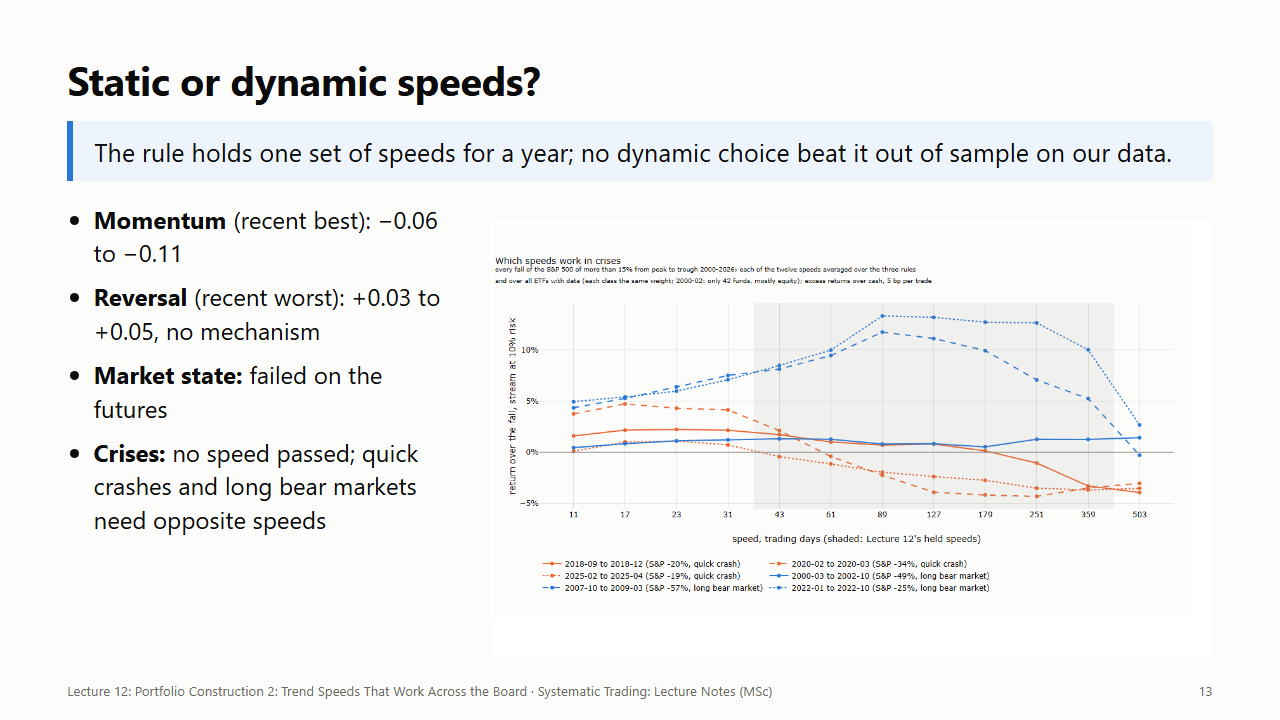 Static or dynamic speeds?
The rule holds one set of speeds for a year; no dynamic choice beat it out of sample on our data.
• Momentum (recent best): −0.06
to −0.11
• Reversal (recent worst): +0.03 to
+0.05, no mechanism
• Market state: failed on the
futures
• Crises: no speed passed; quick
crashes and long bear markets
need opposite speeds
Which speeds work in crises
every fall of the S&P 500 of more than 15% from peak to trough 2000-2026: each of the twelve speeds averaged over the three rules
and over all ETFs with data (each class the same weight; 2000-02: only 42 funds, mostly equity); excess returns over cash, 5 bp per trade
return over the fall, stream at 10% risk
10%
5%
0%
−5%
11 17 23 31 43 61 89 127 179 251 359 503
speed, trading days (shaded: Lecture 12's held speeds)
2018-09 to 2018-12 (S&P -20%, quick crash) 2020-02 to 2020-03 (S&P -34%, quick crash)
2025-02 to 2025-04 (S&P -19%, quick crash) 2000-03 to 2002-10 (S&P -49%, long bear market)
2007-10 to 2009-03 (S&P -57%, long bear market) 2022-01 to 2022-10 (S&P -25%, long bear market)
Lecture 12: Portfolio Construction 2: Trend Speeds That Work Across the Board · Systematic Trading: Lecture Notes (MSc) 13